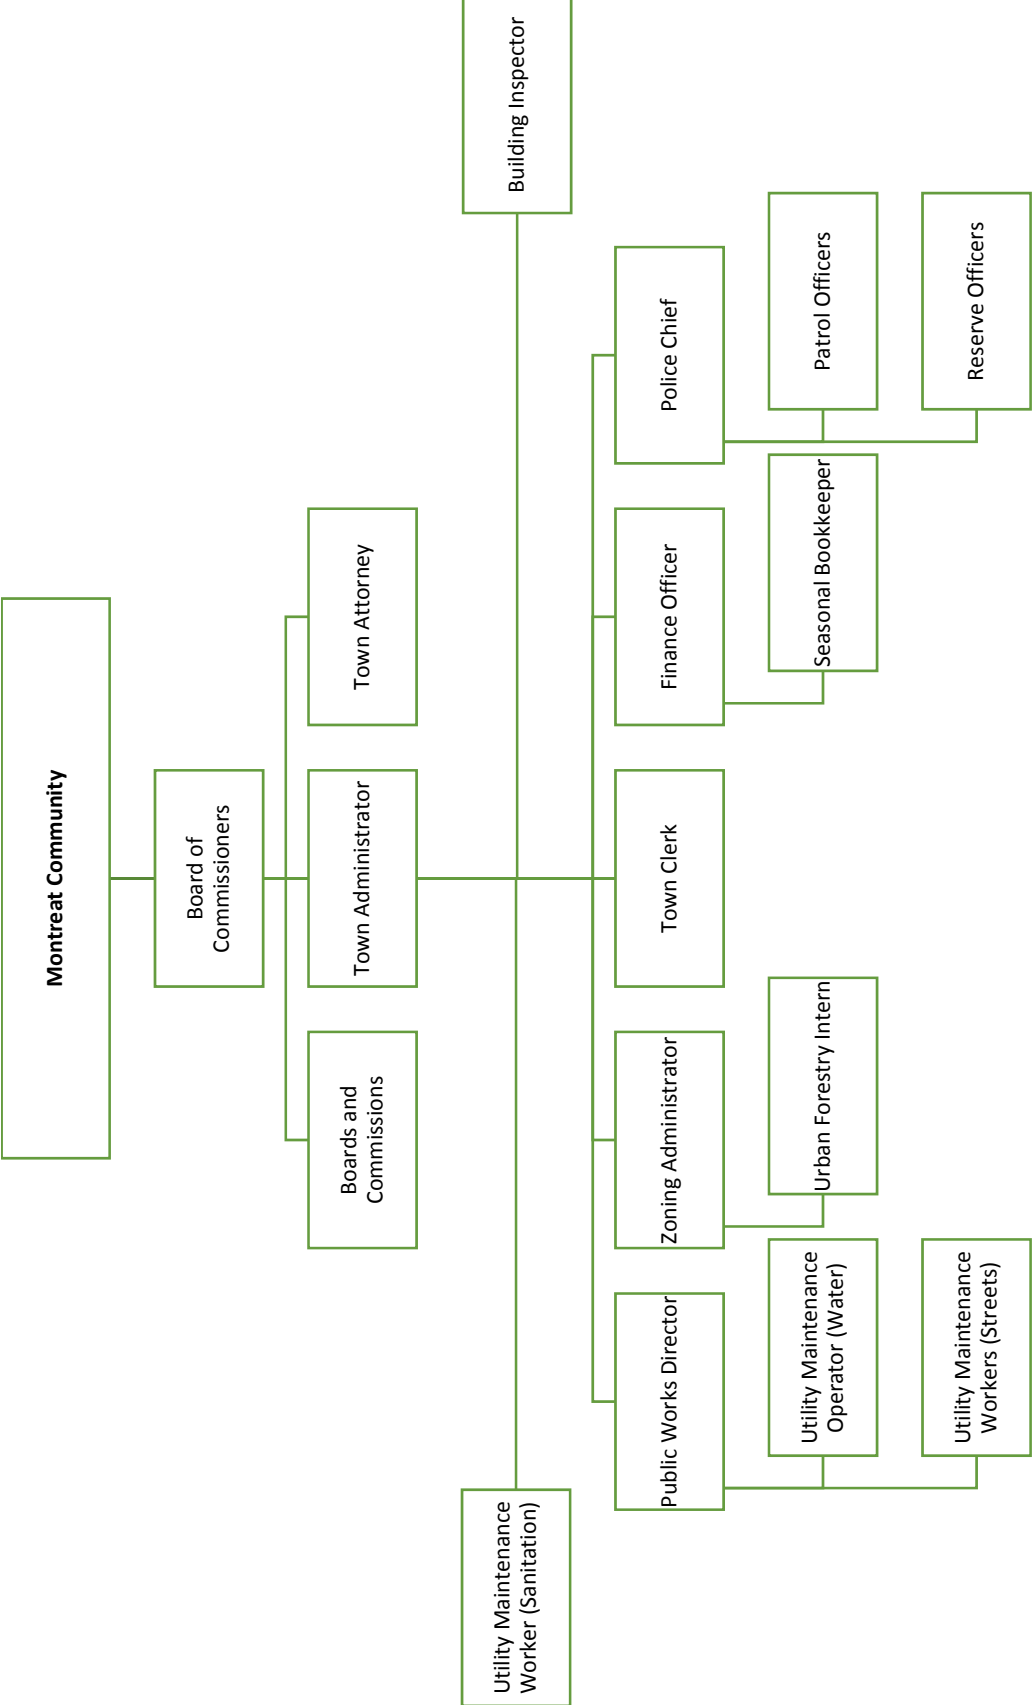 Montreat Community
Board of
Commissioners
Boards and
Commissions
Town Administrator
Town Attorney
Utility Maintenance
Worker (Sanitation)
Building Inspector
Public Works Director
Zoning Administrator
Town Clerk
Finance Officer
Police Chief
Utility Maintenance
Operator (Water)
Urban Forestry Intern
Seasonal Bookkeeper
Patrol Officers
Utility Maintenance
Workers (Streets)
Reserve Officers